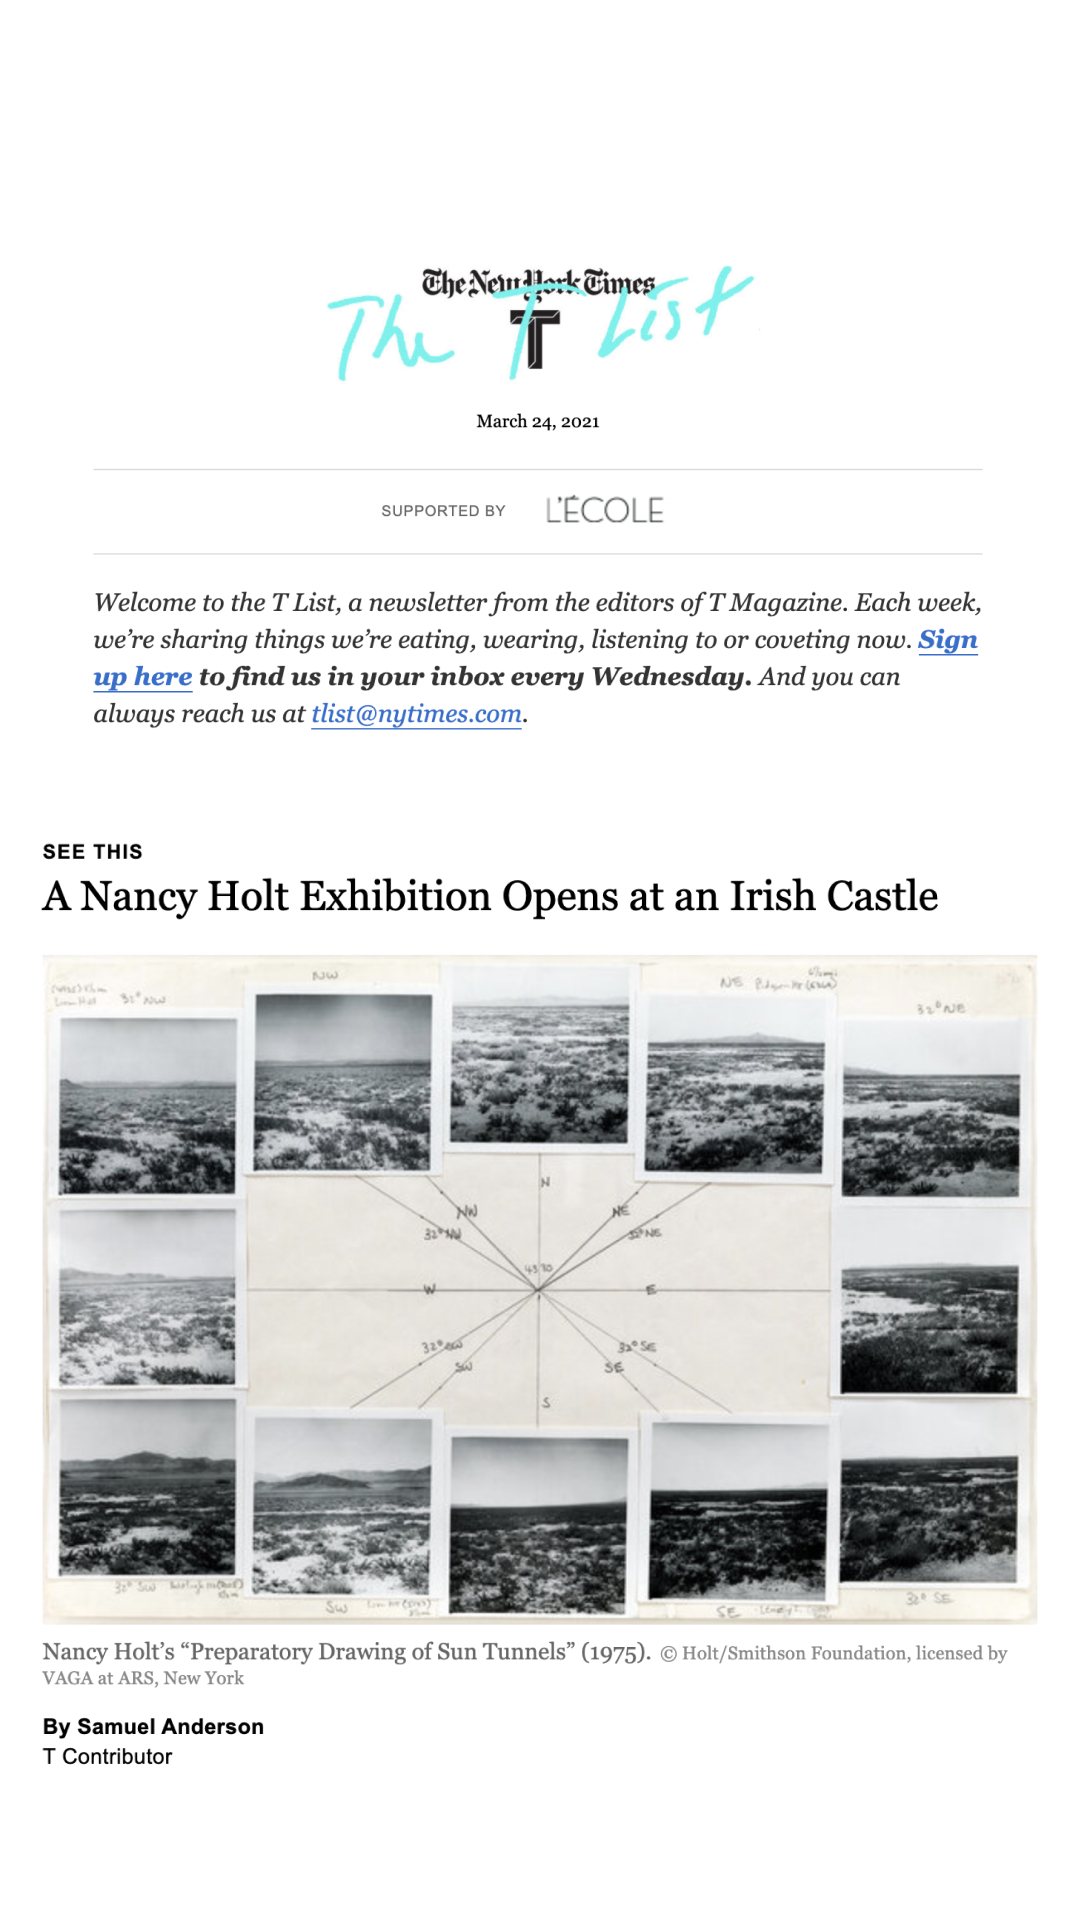 The New York Times
The T List
T
March 24, 2021
SUPPORTED BY L'ÉCOLE
Welcome to the T List, a newsletter from the editors of T Magazine. Each week,
we’re sharing things we’re eating, wearing, listening to or coveting now. Sign
up here to find us in your inbox every Wednesday. And you can
always reach us at tlist@nytimes.com.
SEE THIS
A Nancy Holt Exhibition Opens at an Irish Castle
NW
NE
32° NW
32° NE
N
NW NE
32° NW 32° NE
W E
32° SW 32° SE
SW SE
S
32° SW
SW
SE
32° SE
Nancy Holt’s “Preparatory Drawing of Sun Tunnels” (1975). © Holt/Smithson Foundation, licensed by
VAGA at ARS, New York
By Samuel Anderson
T Contributor